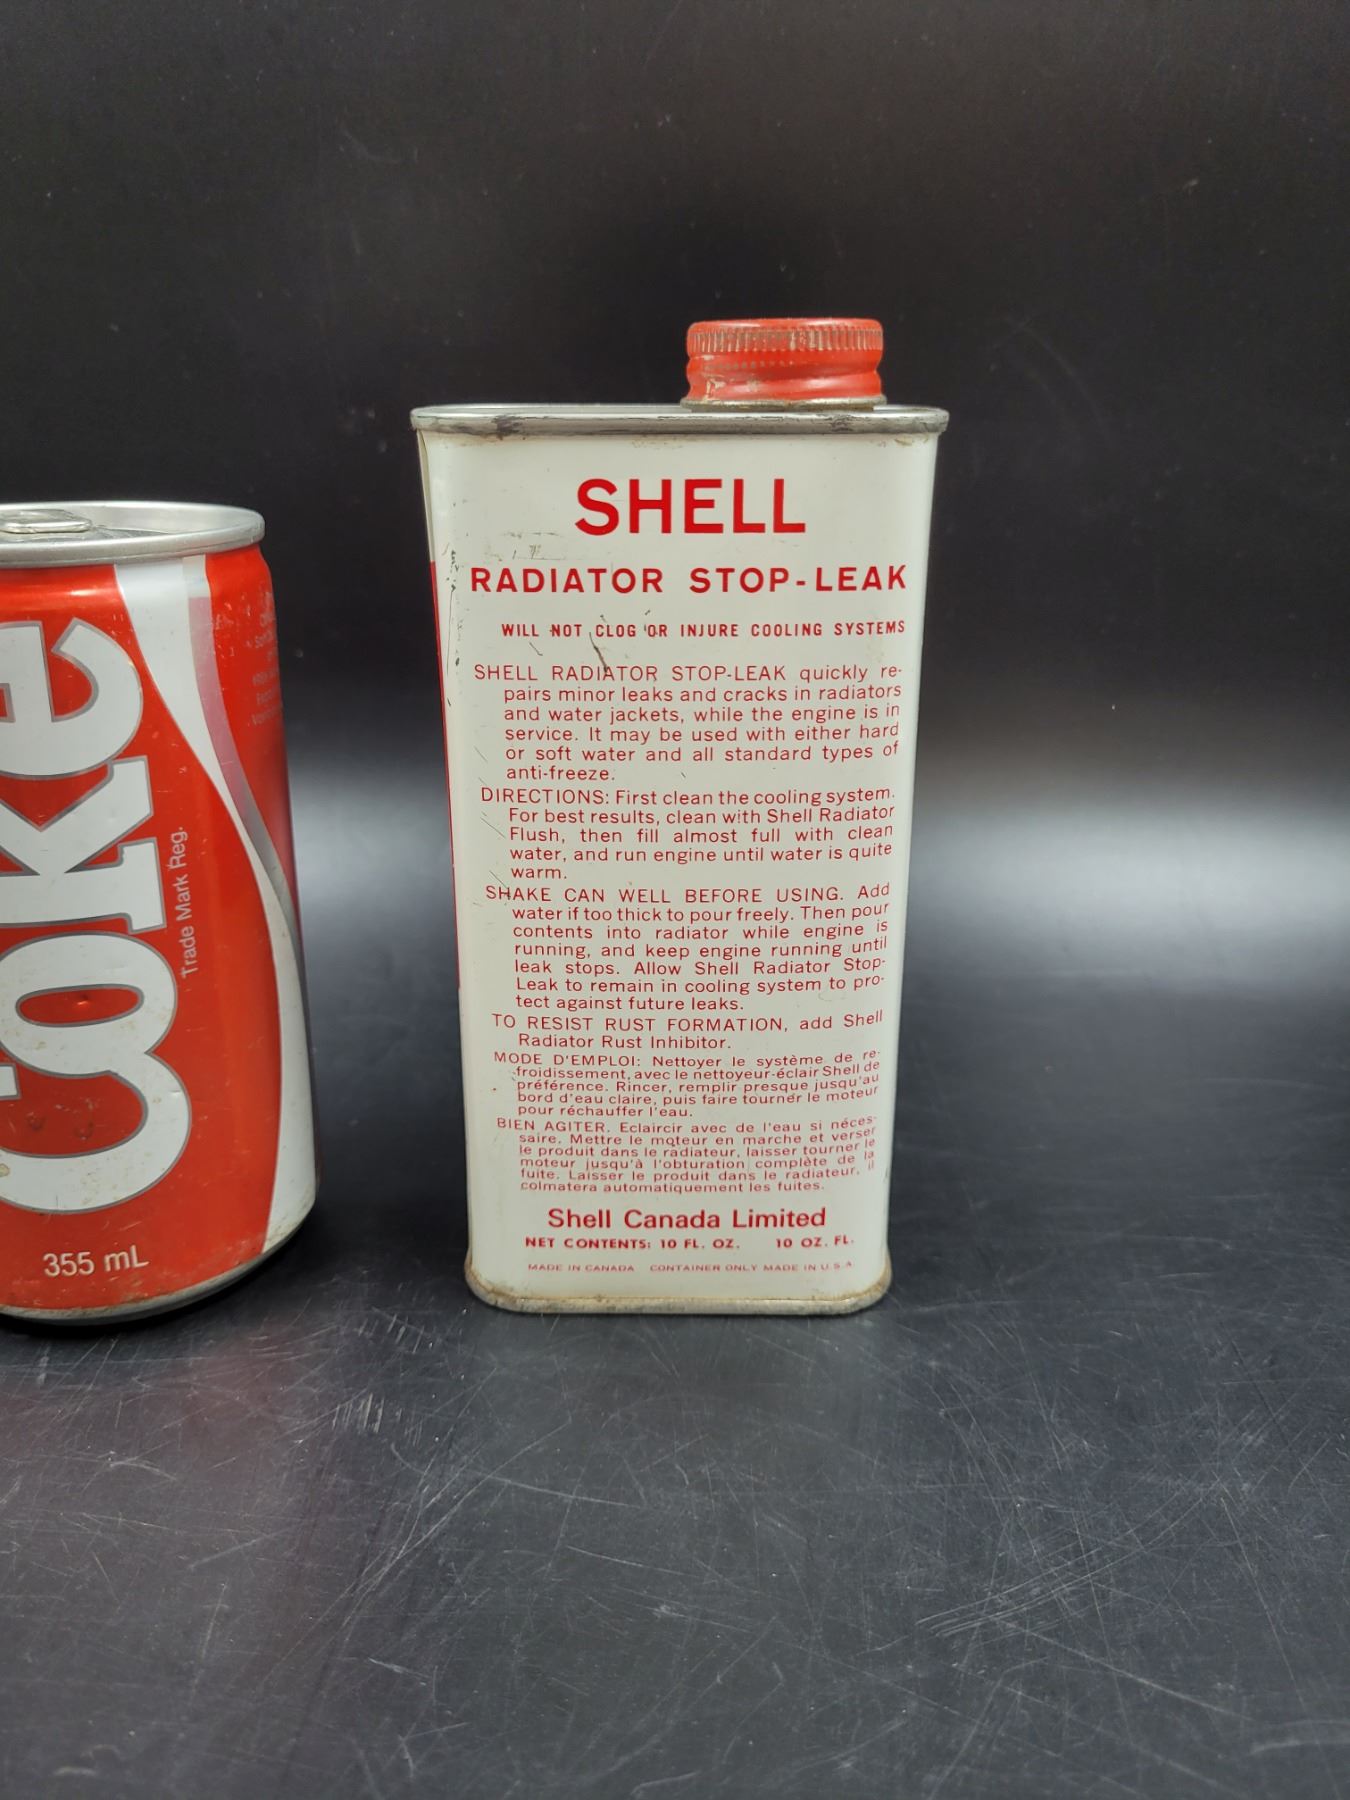 SHELL
RADIATOR STOP-LEAK
WILL NOT CLOG OR INJURE COOLING SYSTEMS
SHELL RADIATOR STOP-LEAK quickly re-
pairs minor leaks and cracks in radiators
and water jackets, while the engine is in
service. It may be used with either hard
or soft water and all standard types of
anti-freeze.
DIRECTIONS: First clean the cooling system.
For best results, clean with Shell Radiator
Flush, then fill almost full with clean
water, and run engine until water is quite
warm.
SHAKE CAN WELL BEFORE USING. Add
water if too thick to pour freely. Then pour
contents into radiator while engine is
running, and keep engine running until
leak stops. Allow Shell Radiator Stop-
Leak to remain in cooling system to pro-
tect against future leaks.
TO RESIST RUST FORMATION, add Shell
Radiator Rust Inhibitor.
MODE D'EMPLOI: Nettoyer le système de re-
froidissement, avec le nettoyeur-éclair Shell de
préférence. Rincer, remplir presque jusqu'au
bord d'eau claire, puis faire tourner le moteur
pour réchauffer l'eau.
BIEN AGITER. Eclaircir avec de l'eau si néces-
saire. Mettre le moteur en marche et verser
le produit dans le radiateur, laisser tourner le
moteur jusqu'à l'obturation complète de la
fuite. Laisser le produit dans le radiateur, il
colmatera automatiquement les fuites.
Shell Canada Limited
NET CONTENTS: 10 FL. OZ. 10 OZ. FL.
MADE IN CANADA CONTAINER ONLY MADE IN U.S.A
Coke
Trade Mark Reg.
355 mL